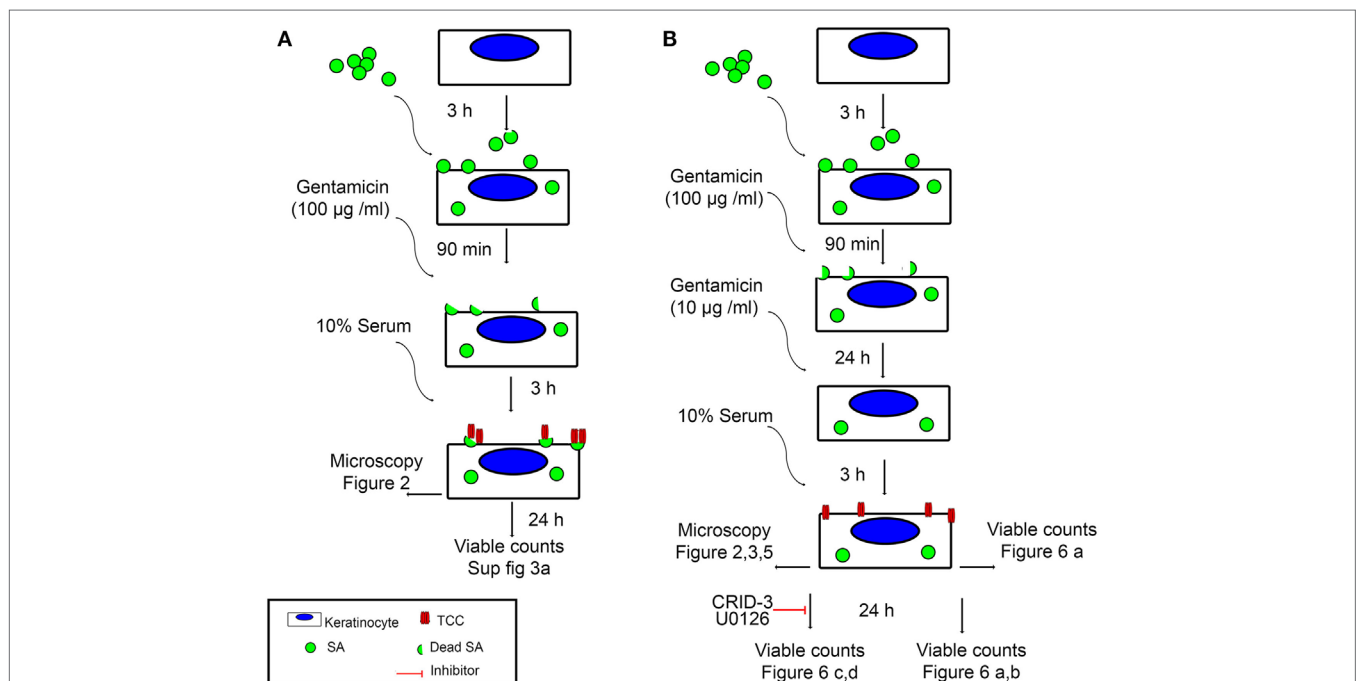 A
3 h
Gentamicin
(100 µg /ml)
90 min
10% Serum
3 h
Microscopy
Figure 2
24 h
Viable counts
Sup fig 3a
Keratinocyte
TCC
SA
Dead SA
Inhibitor
B
3 h
Gentamicin
(100 µg /ml)
90 min
Gentamicin
(10 µg /ml)
24 h
10% Serum
3 h
Microscopy
Figure 2,3,5
Viable counts
Figure 6 a
CRID-3
U0126
24 h
Viable counts
Figure 6 c,d
Viable counts
Figure 6 a,b